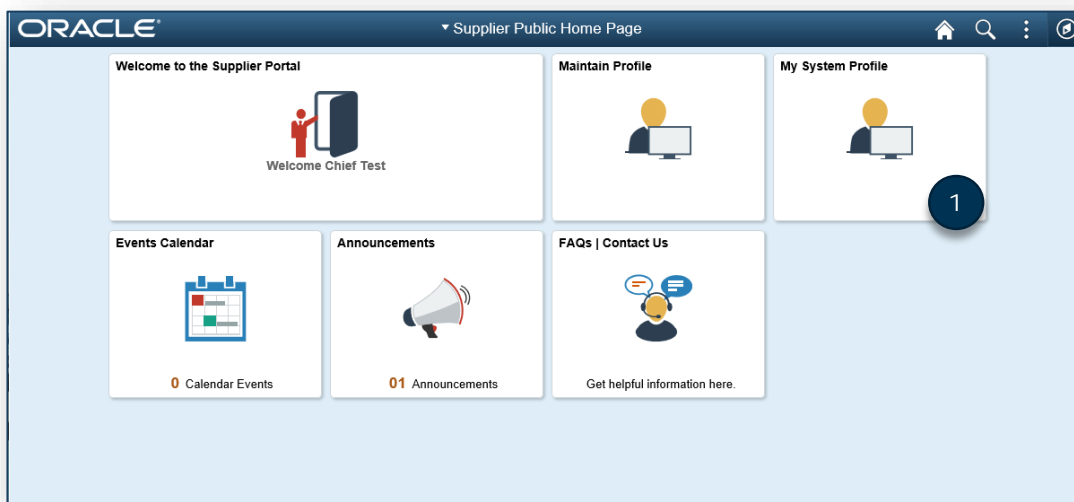 ORACLE
Supplier Public Home Page
Welcome to the Supplier Portal
Welcome Chief Test
Maintain Profile
My System Profile
1
Events Calendar
0 Calendar Events
Announcements
01 Announcements
FAQs | Contact Us
Get helpful information here.